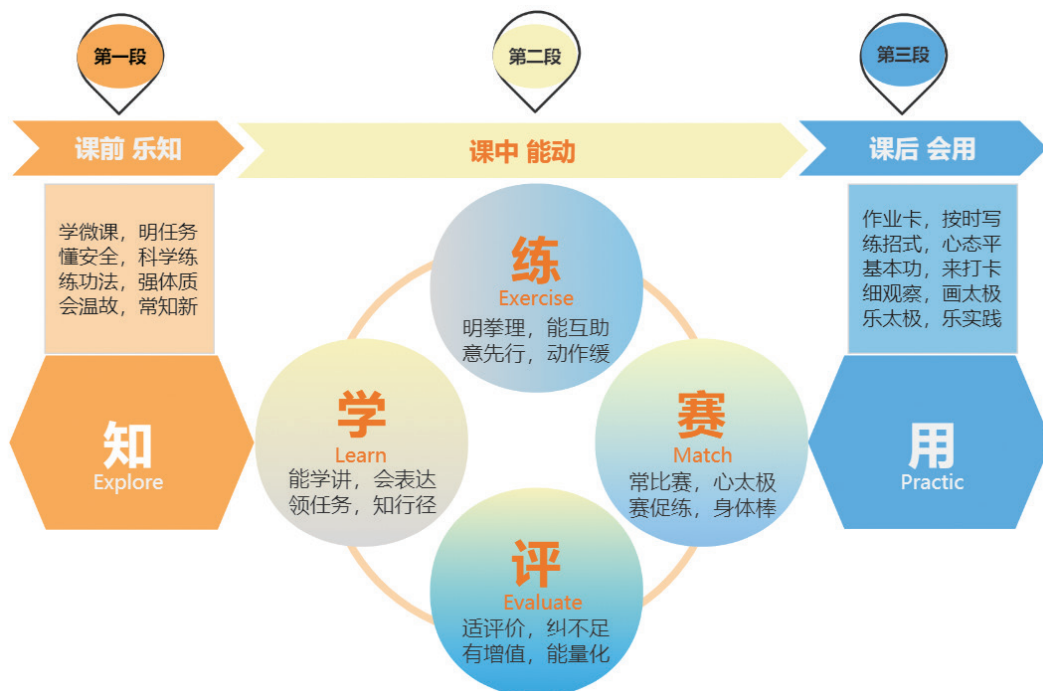 第一段
第二段
第三段
课前 乐知
课中 能动
课后 会用
学微课，明任务
懂安全，科学练
练功法，强体质
会温故，常知新
知
Explore
学
Learn
能学讲，会表达
领任务，知行径
练
Exercise
明拳理，能互助
意先行，动作缓
赛
Match
常比赛，心太极
赛促练，身体棒
评
Evaluate
适评价，纠不足
有增值，能量化
作业卡，按时写
练招式，心态平
基本功，来打卡
细观察，画太极
乐太极，乐实践
用
Practic